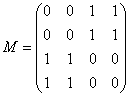 M = ( 0 0 1 1
0 0 1 1
1 1 0 0
1 1 0 0 )